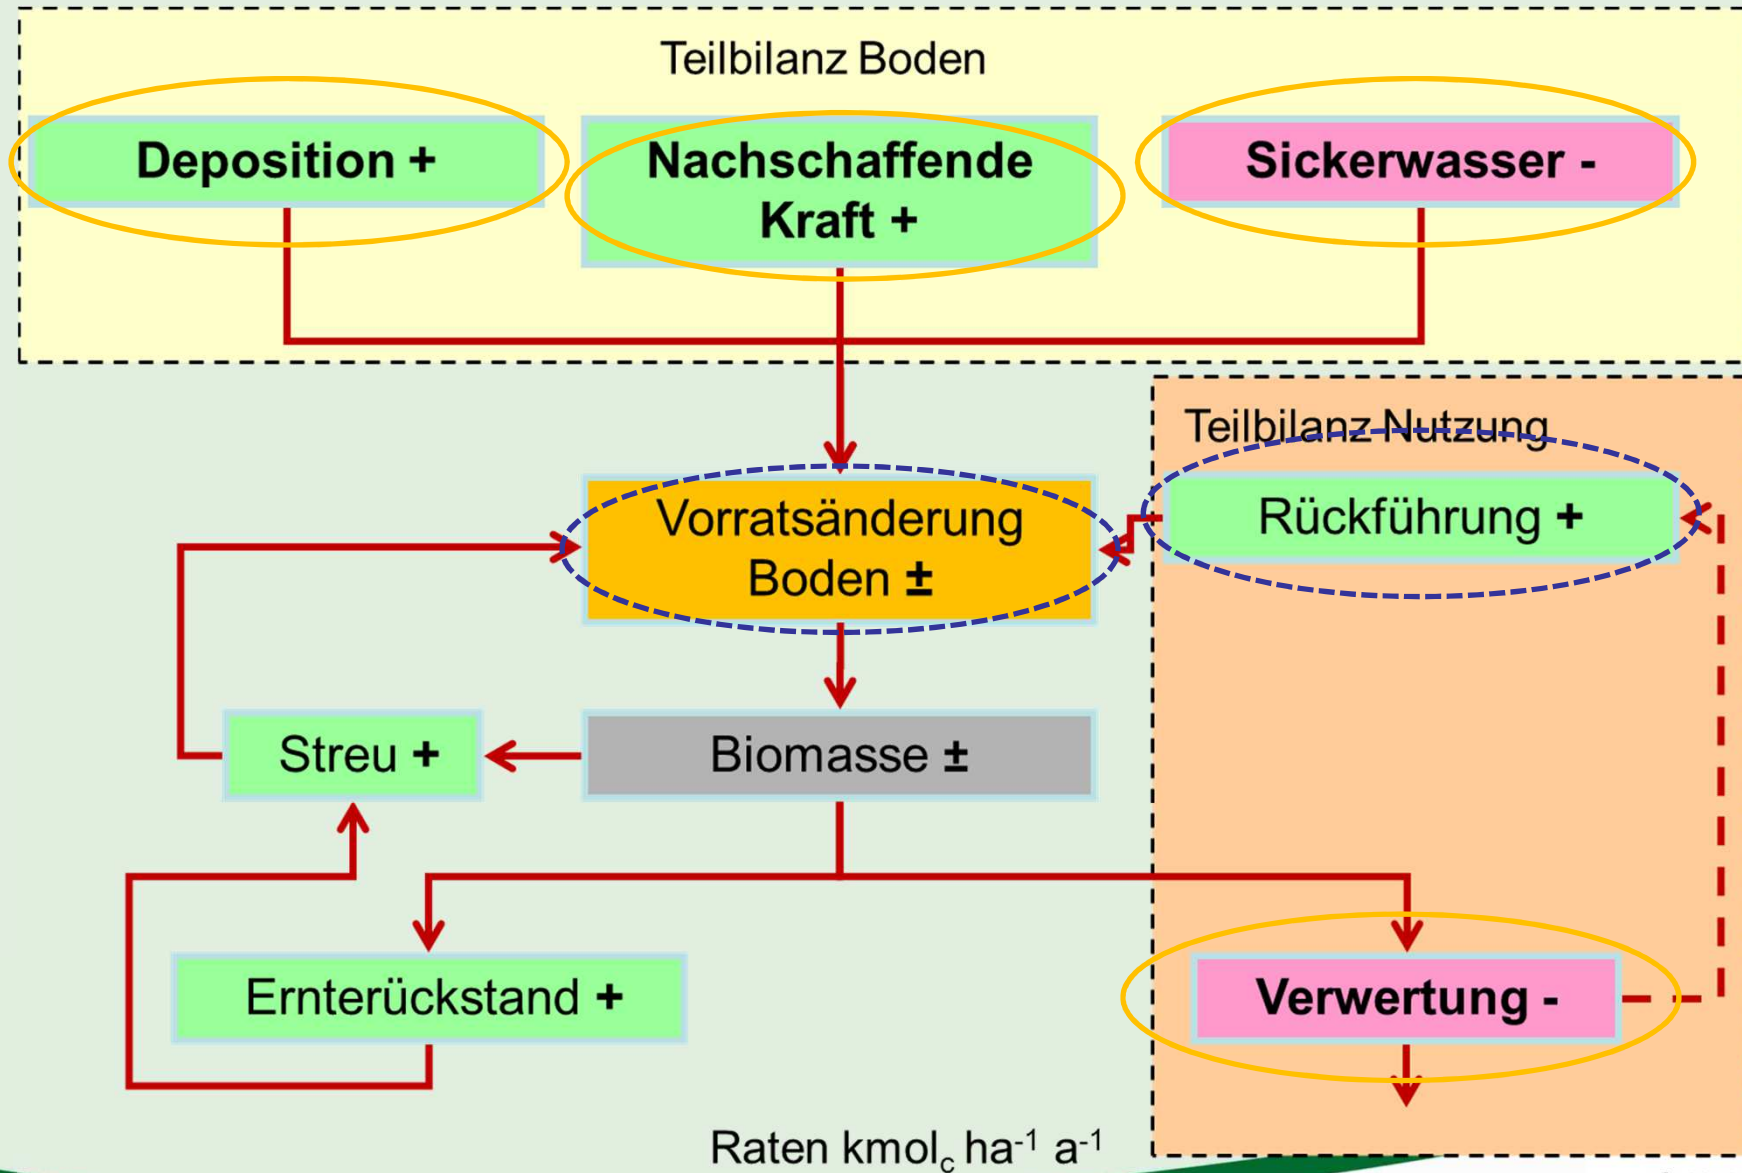 Teilbilanz Boden
Deposition +
Nachschaffende
Kraft +
Sickerwasser -
Teilbilanz Nutzung
Vorratsänderung
Boden ±
Rückführung +
Streu +
Biomasse ±
Ernterückstand +
Verwertung -
Raten kmol_c ha⁻¹ a⁻¹